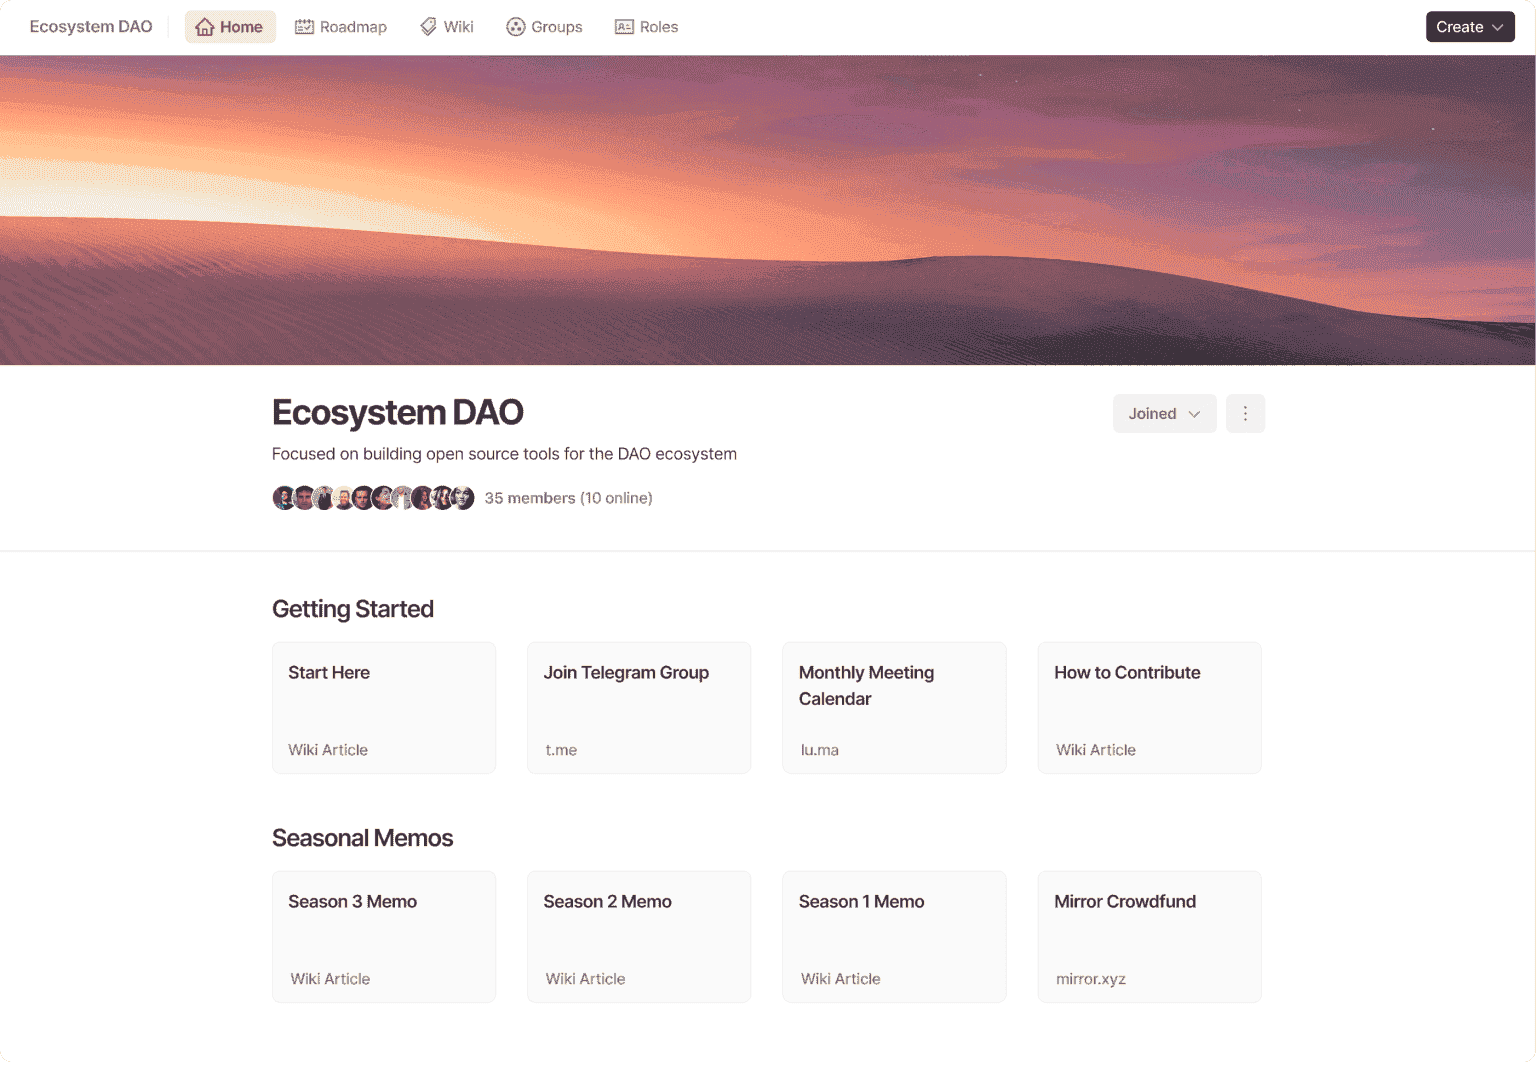 Ecosystem DAO
Home
Roadmap
Wiki
Groups
Roles
Create
Ecosystem DAO
Joined
Focused on building open source tools for the DAO ecosystem
35 members (10 online)
Getting Started
Start Here
Wiki Article
Join Telegram Group
t.me
Monthly Meeting
Calendar
lu.ma
How to Contribute
Wiki Article
Seasonal Memos
Season 3 Memo
Wiki Article
Season 2 Memo
Wiki Article
Season 1 Memo
Wiki Article
Mirror Crowdfund
mirror.xyz